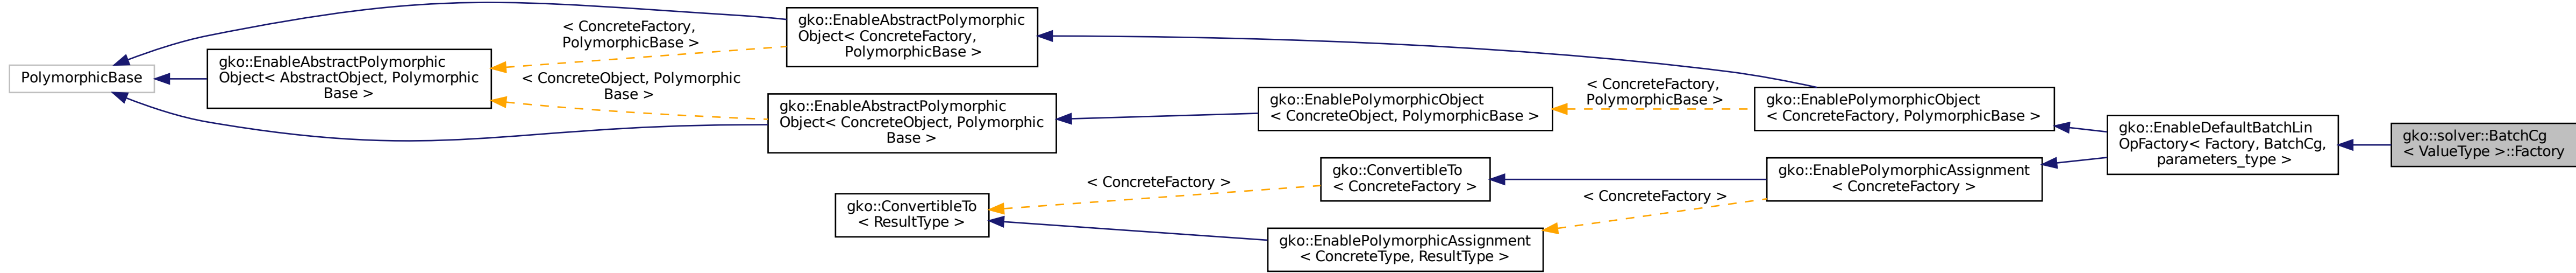 PolymorphicBase
gko::EnableAbstractPolymorphic
Object< AbstractObject, Polymorphic
Base >
< ConcreteFactory,
PolymorphicBase >
< ConcreteObject, Polymorphic
Base >
gko::EnableAbstractPolymorphic
Object< ConcreteFactory,
PolymorphicBase >
gko::EnableAbstractPolymorphic
Object< ConcreteObject, Polymorphic
Base >
gko::ConvertibleTo
< ResultType >
< ConcreteFactory >
gko::EnablePolymorphicObject
< ConcreteObject, PolymorphicBase >
gko::ConvertibleTo
< ConcreteFactory >
gko::EnablePolymorphicAssignment
< ConcreteType, ResultType >
< ConcreteFactory,
PolymorphicBase >
< ConcreteFactory >
gko::EnablePolymorphicObject
< ConcreteFactory, PolymorphicBase >
gko::EnablePolymorphicAssignment
< ConcreteFactory >
gko::EnableDefaultBatchLin
OpFactory< Factory, BatchCg,
parameters_type >
gko::solver::BatchCg
< ValueType >::Factory